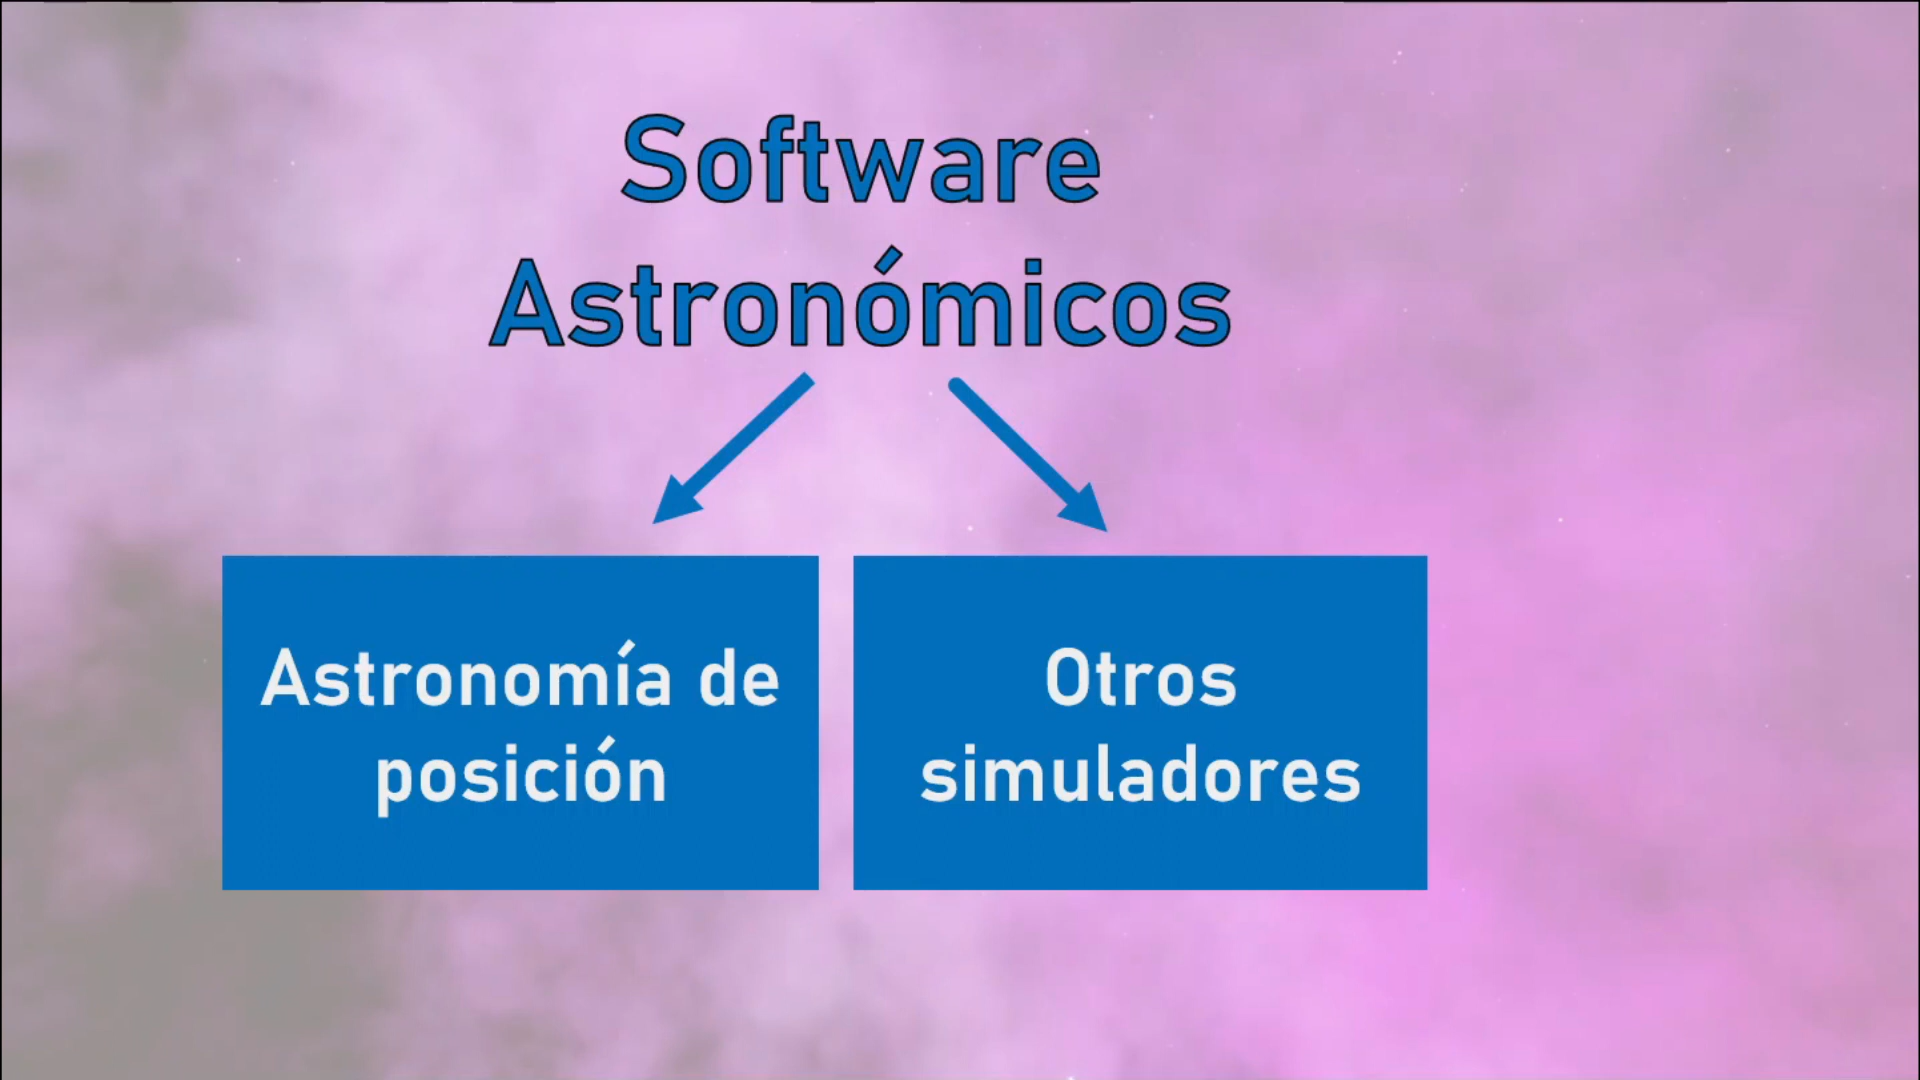 Software
Astronómicos
Astronomía de
posición
Otros
simuladores